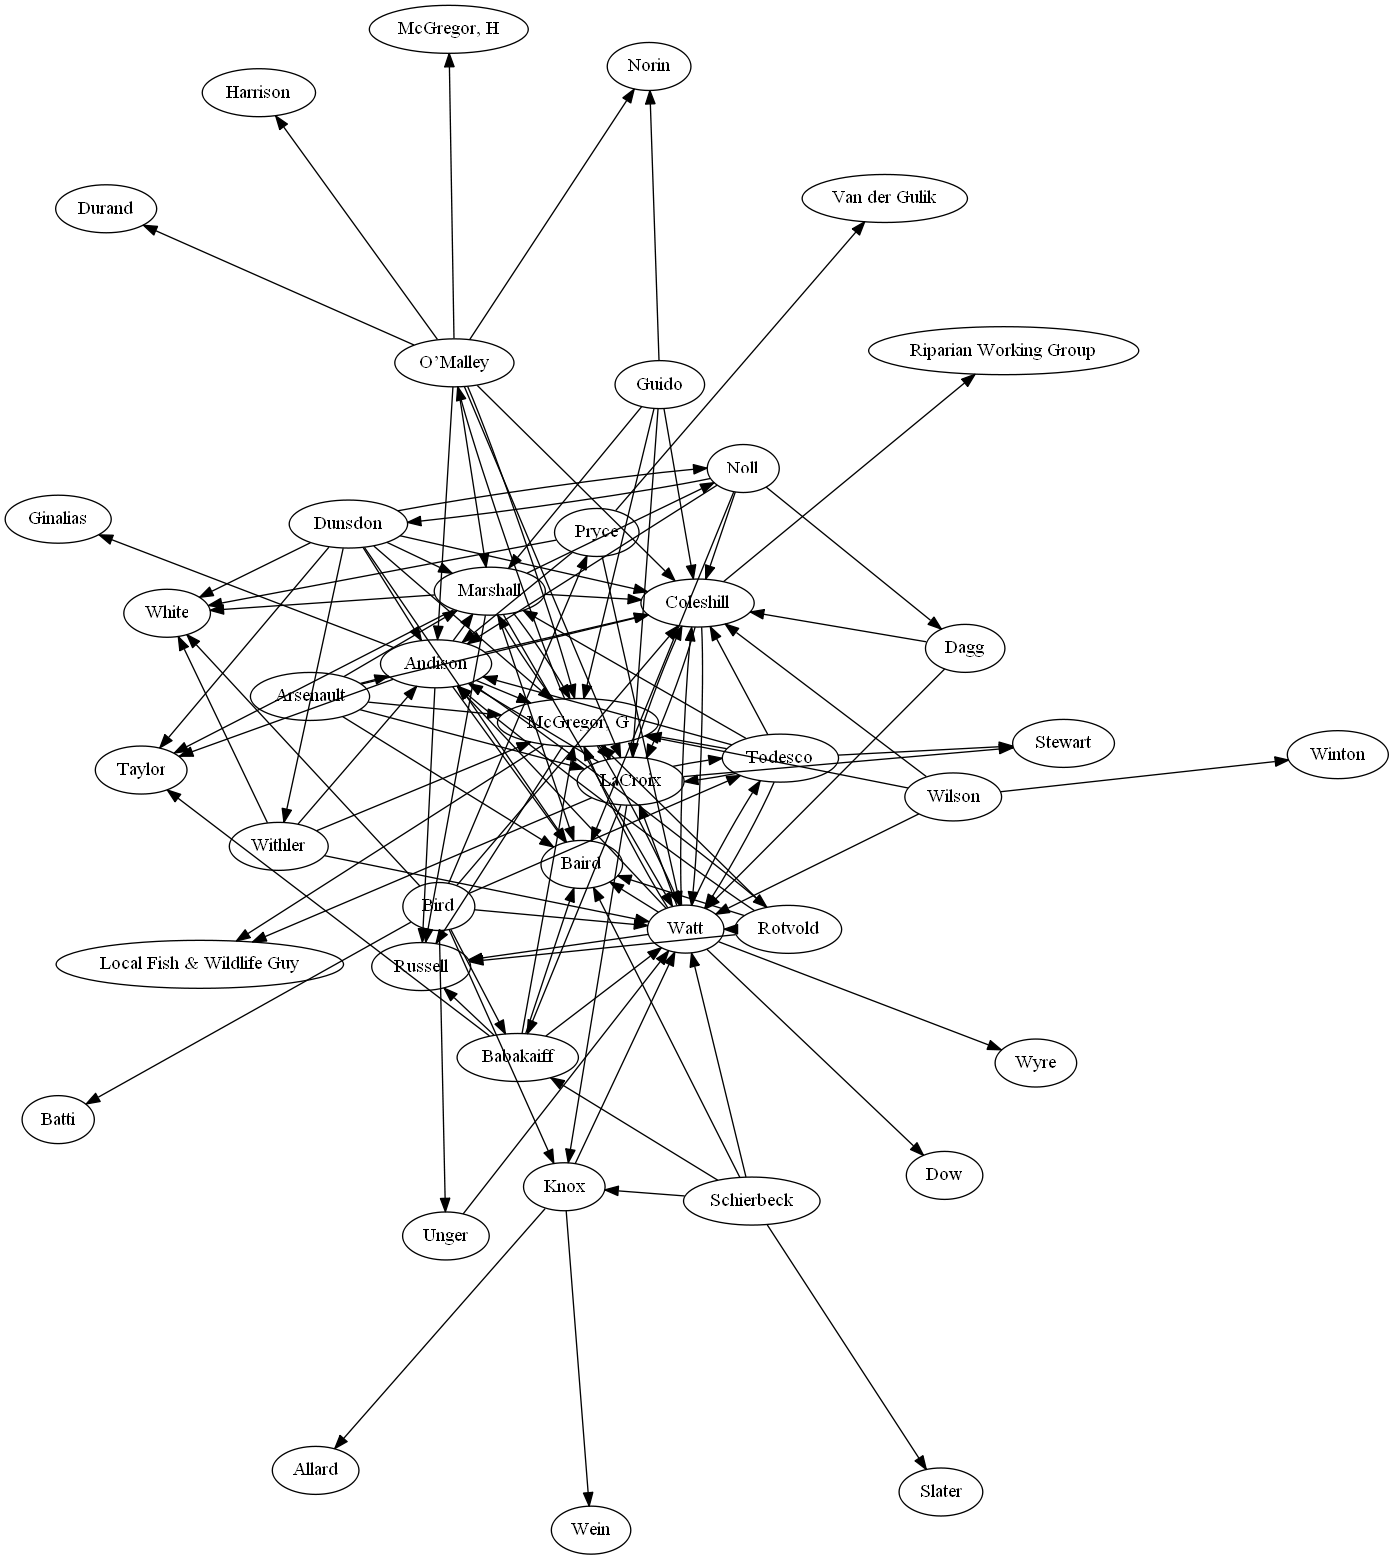 McGregor, H
Norin
Harrison
Van der Gulik
Durand
Riparian Working Group
O'Malley
Guido
Noll
Ginalias
Dunsdon
Pryce
Marshall
Coleshill
White
Dagg
Andison
Arsenault
McGregor, G
Stewart
Winton
Todesco
Taylor
LaCroix
Wilson
Withler
Baird
Bird
Watt
Rotvold
Local Fish & Wildlife Guy
Russell
Babakaiff
Wyre
Batti
Dow
Knox
Schierbeck
Unger
Allard
Slater
Wein